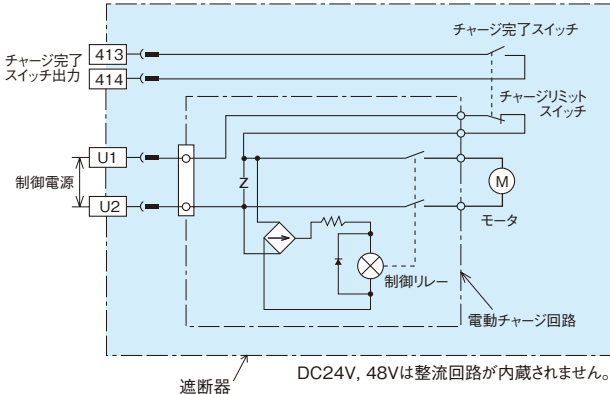 チャージ完了スイッチ
チャージ完了
スイッチ出力
413
414
チャージリミット
スイッチ
U1
制御電源
U2
Z
M
モータ
制御リレー
電動チャージ回路
遮断器
DC24V, 48Vは整流回路が内蔵されません。